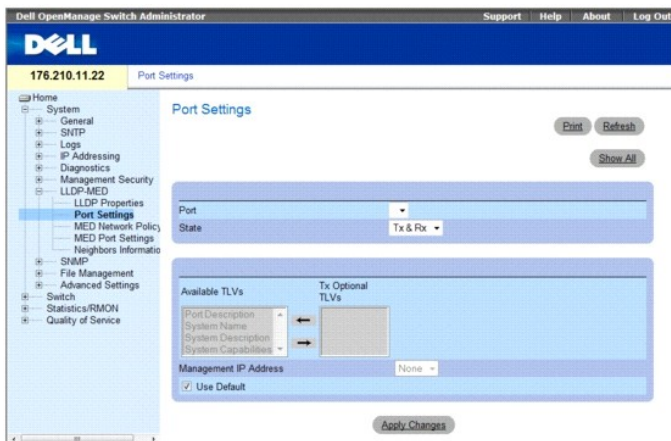 Dell OpenManage Switch Administrator
Support Help About Log Out
DELL
176.210.11.22
Port Settings
Home
System
General
SNTP
Logs
IP Addressing
Diagnostics
Management Security
LLDP-MED
LLDP Properties
Port Settings
MED Network Policy
MED Port Settings
Neighbors Informatio
SNMP
File Management
Advanced Settings
Switch
Statistics/RMON
Quality of Service
Port Settings
Print Refresh
Show All
Port
State Tx & Rx
Available TLVs
Tx Optional
TLVs
Port Description
System Name
System Description
System Capabilities
Management IP Address None
Use Default
Apply Changes